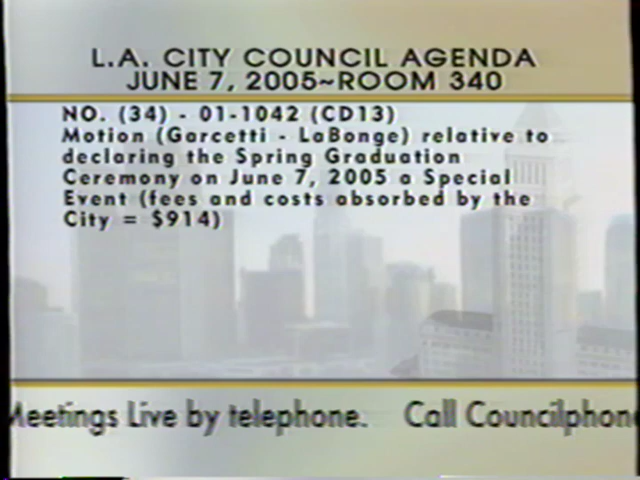 L.A. CITY COUNCIL AGENDA
JUNE 7, 2005~ROOM 340
NO. (34) - 01-1042 (CD13)
Motion (Garcetti - LaBonge) relative to
declaring the Spring Graduation
Ceremony on June 7, 2005 a Special
Event (fees and costs absorbed by the
City = $914)
Meetings Live by telephone. Call Councilphon